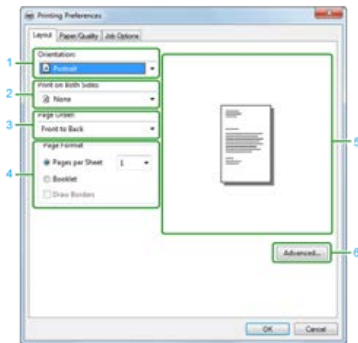 Printing Preferences
Layout Paper/Quality Job Options
Orientation:
1 Portrait
Print on Both Sides:
2 None
Page Order:
3 Front to Back
Page Format
4 Pages per Sheet 1
Booklet
Draw Borders
5
Advanced... 6
OK Cancel